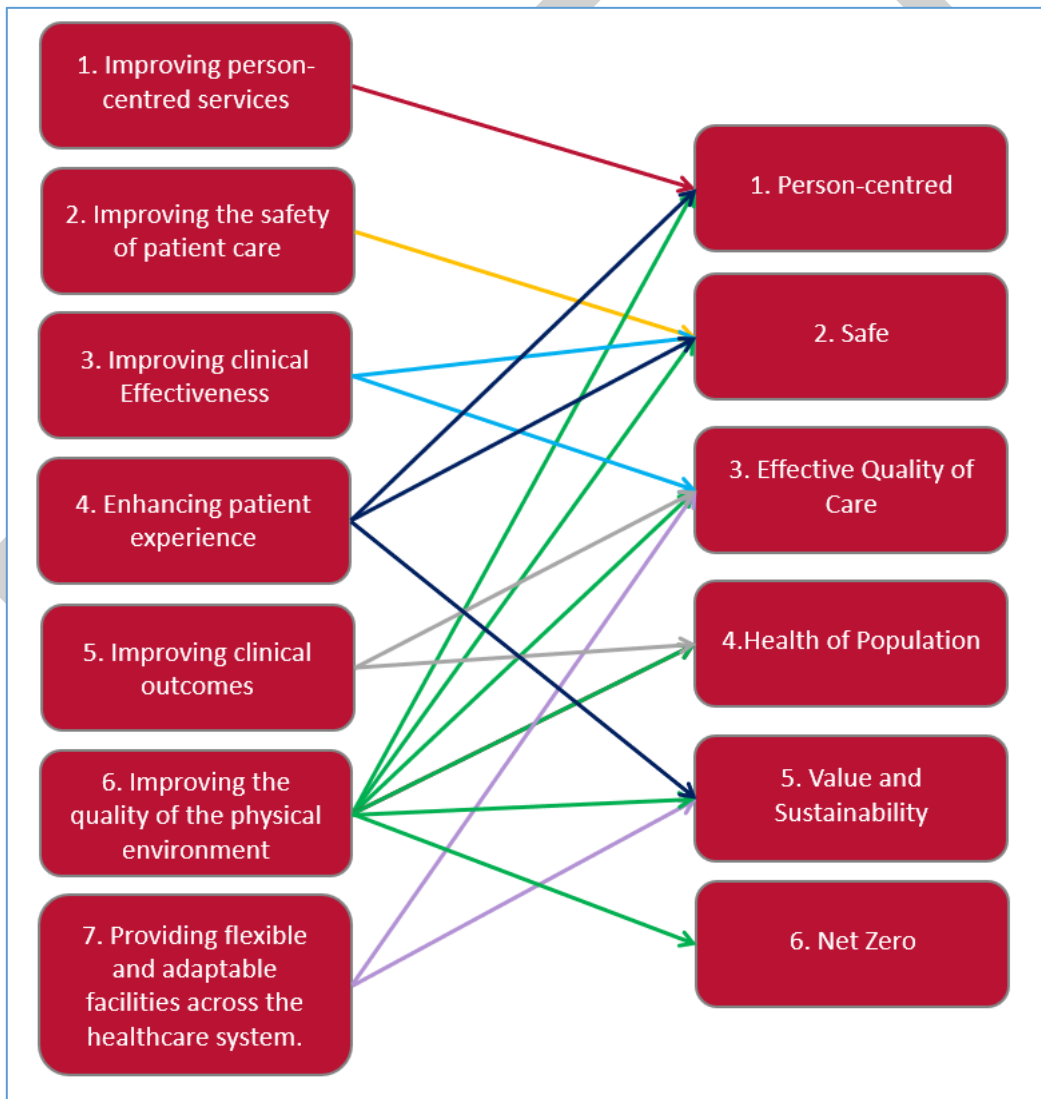 1. Improving person-
centred services
2. Improving the safety
of patient care
3. Improving clinical
Effectiveness
4. Enhancing patient
experience
5. Improving clinical
outcomes
6. Improving the
quality of the physical
environment
7. Providing flexible
and adaptable
facilities across the
healthcare system.
1. Person-centred
2. Safe
3. Effective Quality of
Care
4.Health of Population
5. Value and
Sustainability
6. Net Zero